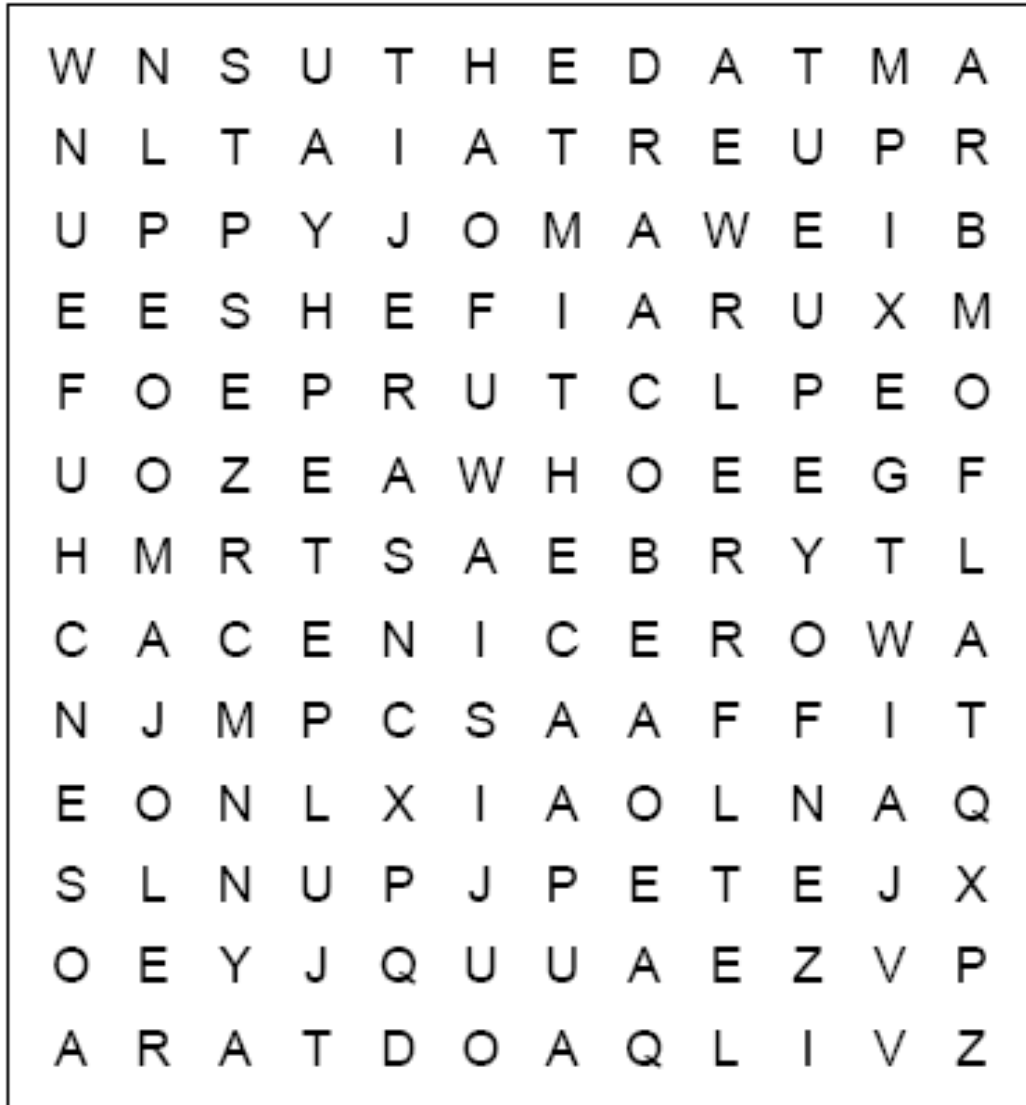 W N S U T H E D A T M A
N L T A I A T R E U P R
U P P Y J O M A W E I B
E E S H E F I A R U X M
F O E P R U T C L P E O
U O Z E A W H O E E G F
H M R T S A E B R Y T L
C A C E N I C E R O W A
N J M P C S A A F F I T
E O N L X I A O L N A Q
S L N U P J P E T E J X
O E Y J Q U U A E Z V P
A R A T D O A Q L I V Z